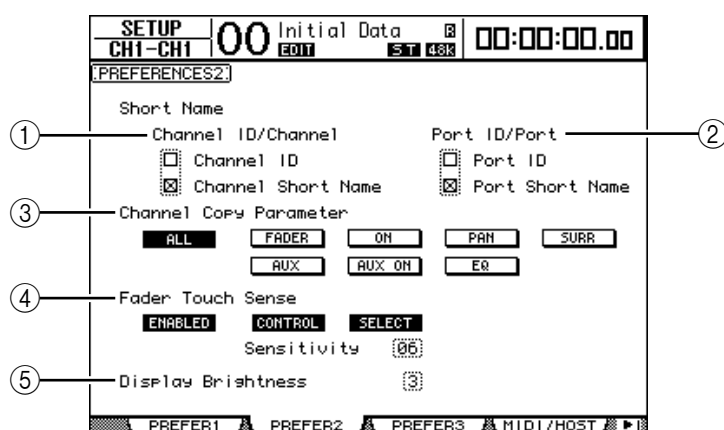 SETUP
CH1-CH1
00 Initial Data
EDIT
ST 48K
00:00:00.00
PREFERENCES2
Short Name
① Channel ID/Channel
Port ID/Port ②
Channel ID
Port ID
Channel Short Name
Port Short Name
③ Channel Copy Parameter
ALL FADER ON PAN SURR
AUX AUX ON EQ
④ Fader Touch Sense
ENABLED CONTROL SELECT
Sensitivity 06
⑤ Display Brightness 3
PREFER1 PREFER2 PREFER3 MIDI/HOST